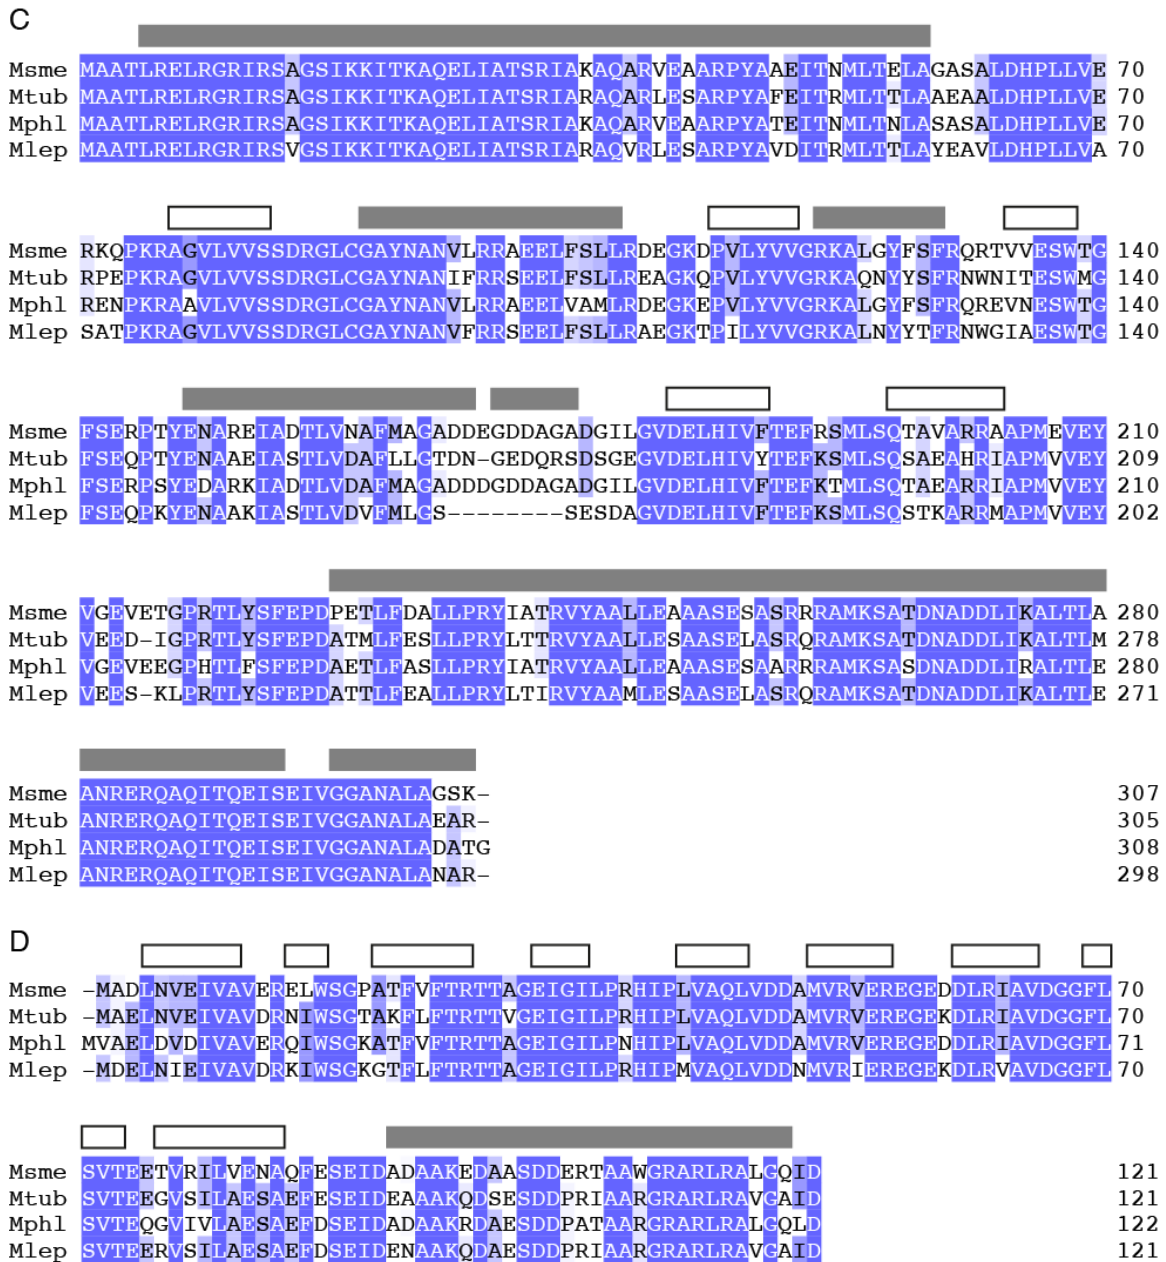 C
Msme MAATLRELRGRIRSAGSIKKITKAQELIATSRIAKAQARVEAARPYAAEITNMLTELAGASALDHPLLVE 70
Mtub MAATLRELRGRIRSAGSIKKITKAQELIATSRIARAQARLESARPYAFEITRMLTTLAAEAALDHPLLVE 70
Mphl MAATLRELRGRIRSAGSIKKITKAQELIATSRIAKAQARVEAARPYATEITNMLTNLASASALDHPLLVE 70
Mlep MAATLRELRGRIRSVGSIKKITKAQELIATSRIARAQVRLESARPYAVDITRMLTTLAYEAVLDHPLLVA 70
Msme RKQPKRAGVLVVSSDRGLCGAYNANVLRRAEELFSLLRDEGKDPVLYVVGRKALGYFSFRQRTVVESWTG 140
Mtub RPEPKRAGVLVVSSDRGLCGAYNANIFRRSEELFSLLREAGKQPVLYVVGRKAQNYYSFRNWNITESWMG 140
Mphl RENPKRAAVLVVSSDRGLCGAYNANVLRRAEELVAMLRDEGKEPVLYVVGRKALGYFSFRQREVNESWTG 140
Mlep SATPKRAGVLVVSSDRGLCGAYNANVFRRSEELFSLLRAEGKTPILYVVGRKALNYYTFRNWGIAESWTG 140
Msme FSERPTYENAREIADTLVNAFMAGADDEGDDAGADGILGVDELHIVFTEFRSMLSQTAVARRAAPMEVEY 210
Mtub FSEQPTYENAAEIASTLVDAFLLGTDN-GEDQRSDSGEGVDELHIVYTEFKSMLSQSAEAHRIAPMVVEY 209
Mphl FSERPSYEDARKIADTLVDAFMAGADDDGDDAGADGILGVDELHIVFTEFKTMLSQTAEARRIAPMVVEY 210
Mlep FSEQPKYENAAKIASTLVDVFMLGS--------SESDAGVDELHIVFTEFKSMLSQSTKARRMAPMVVEY 202
Msme VGEVETGPRTLYSFEPDPETLFDALLPRYIATRVYAALLEAAASESASRRRAMKSATDNADDLIKALTLA 280
Mtub VEED-IGPRTLYSFEPDATMLFESLLPRYLTTRVYAALLESAASELASRQRAMKSATDNADDLIKALTLM 278
Mphl VGEVEEGPHTLFSFEPDAETLFASLLPRYIATRVYAALLEAAASESAARRRAMKSASDNADDLIRALTLE 280
Mlep VEES-KLPRTLYSFEPDATTLFEALLPRYLTIRVYAAMLESAASELASRQRAMKSATDNADDLIKALTLE 271
Msme ANRERQAQITQEISEIVGGANALAGSK- 307
Mtub ANRERQAQITQEISEIVGGANALAEAR- 305
Mphl ANRERQAQITQEISEIVGGANALADATG 308
Mlep ANRERQAQITQEISEIVGGANALANAR- 298
D
Msme -MADLNVEIVAVERELWSGPATFVFTRTTAGEIGILPRHIPLVAQLVDDAMVRVEREGEDDLRIAVDGGFL 70
Mtub -MAELNVEIVAVDRNIWSGTAKFLFTRTTVGEIGILPRHIPLVAQLVDDAMVRVEREGEKDLRIAVDGGFL 70
Mphl MVAELDVDIVAVERQIWSGKATFVFTRTTAGEIGILPNHIPLVAQLVDDAMVRVEREGEDDLRIAVDGGFL 71
Mlep -MDELNIEIVAVDRKIWSGKGTFLFTRTTAGEIGILPRHIPMVAQLVDDNMVRIEREGEKDLRVAVDGGFL 70
Msme SVTEETVRILVENAQFESEIDADAAKEDAASDDERTAAWGRARLRALGQID 121
Mtub SVTEEGVSILAESAEFESEIDEAAAKQDSESDDPRIAARGRARLRAVGAID 121
Mphl SVTEQGVIVLAESAEFDSEIDADAAKRDAESDDPATAARGRARLRALGQLD 122
Mlep SVTEERVSILAESAEFDSEIDENAAKQDAESDDPRIAARGRARLRAVGAID 121